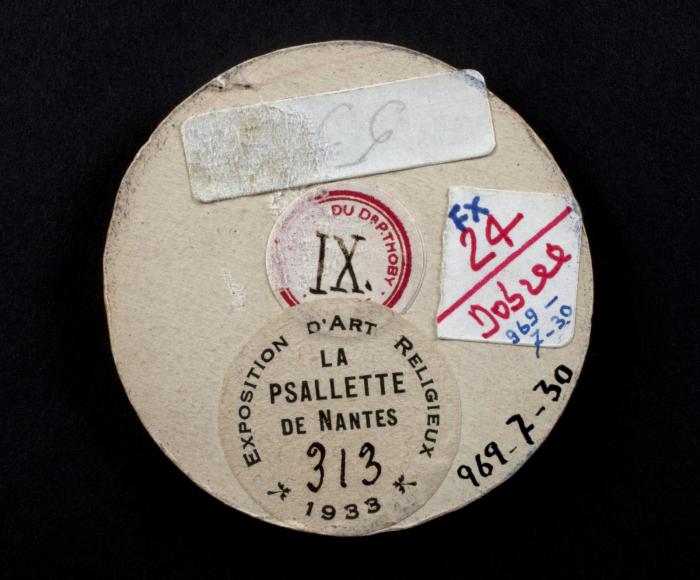 DU DR P. THOBY.
IX.
FX
24
Dobree
969-
7-30
EXPOSITION D'ART RELIGIEUX
LA
PSALLETTE
DE NANTES
313
1933
969-7-30